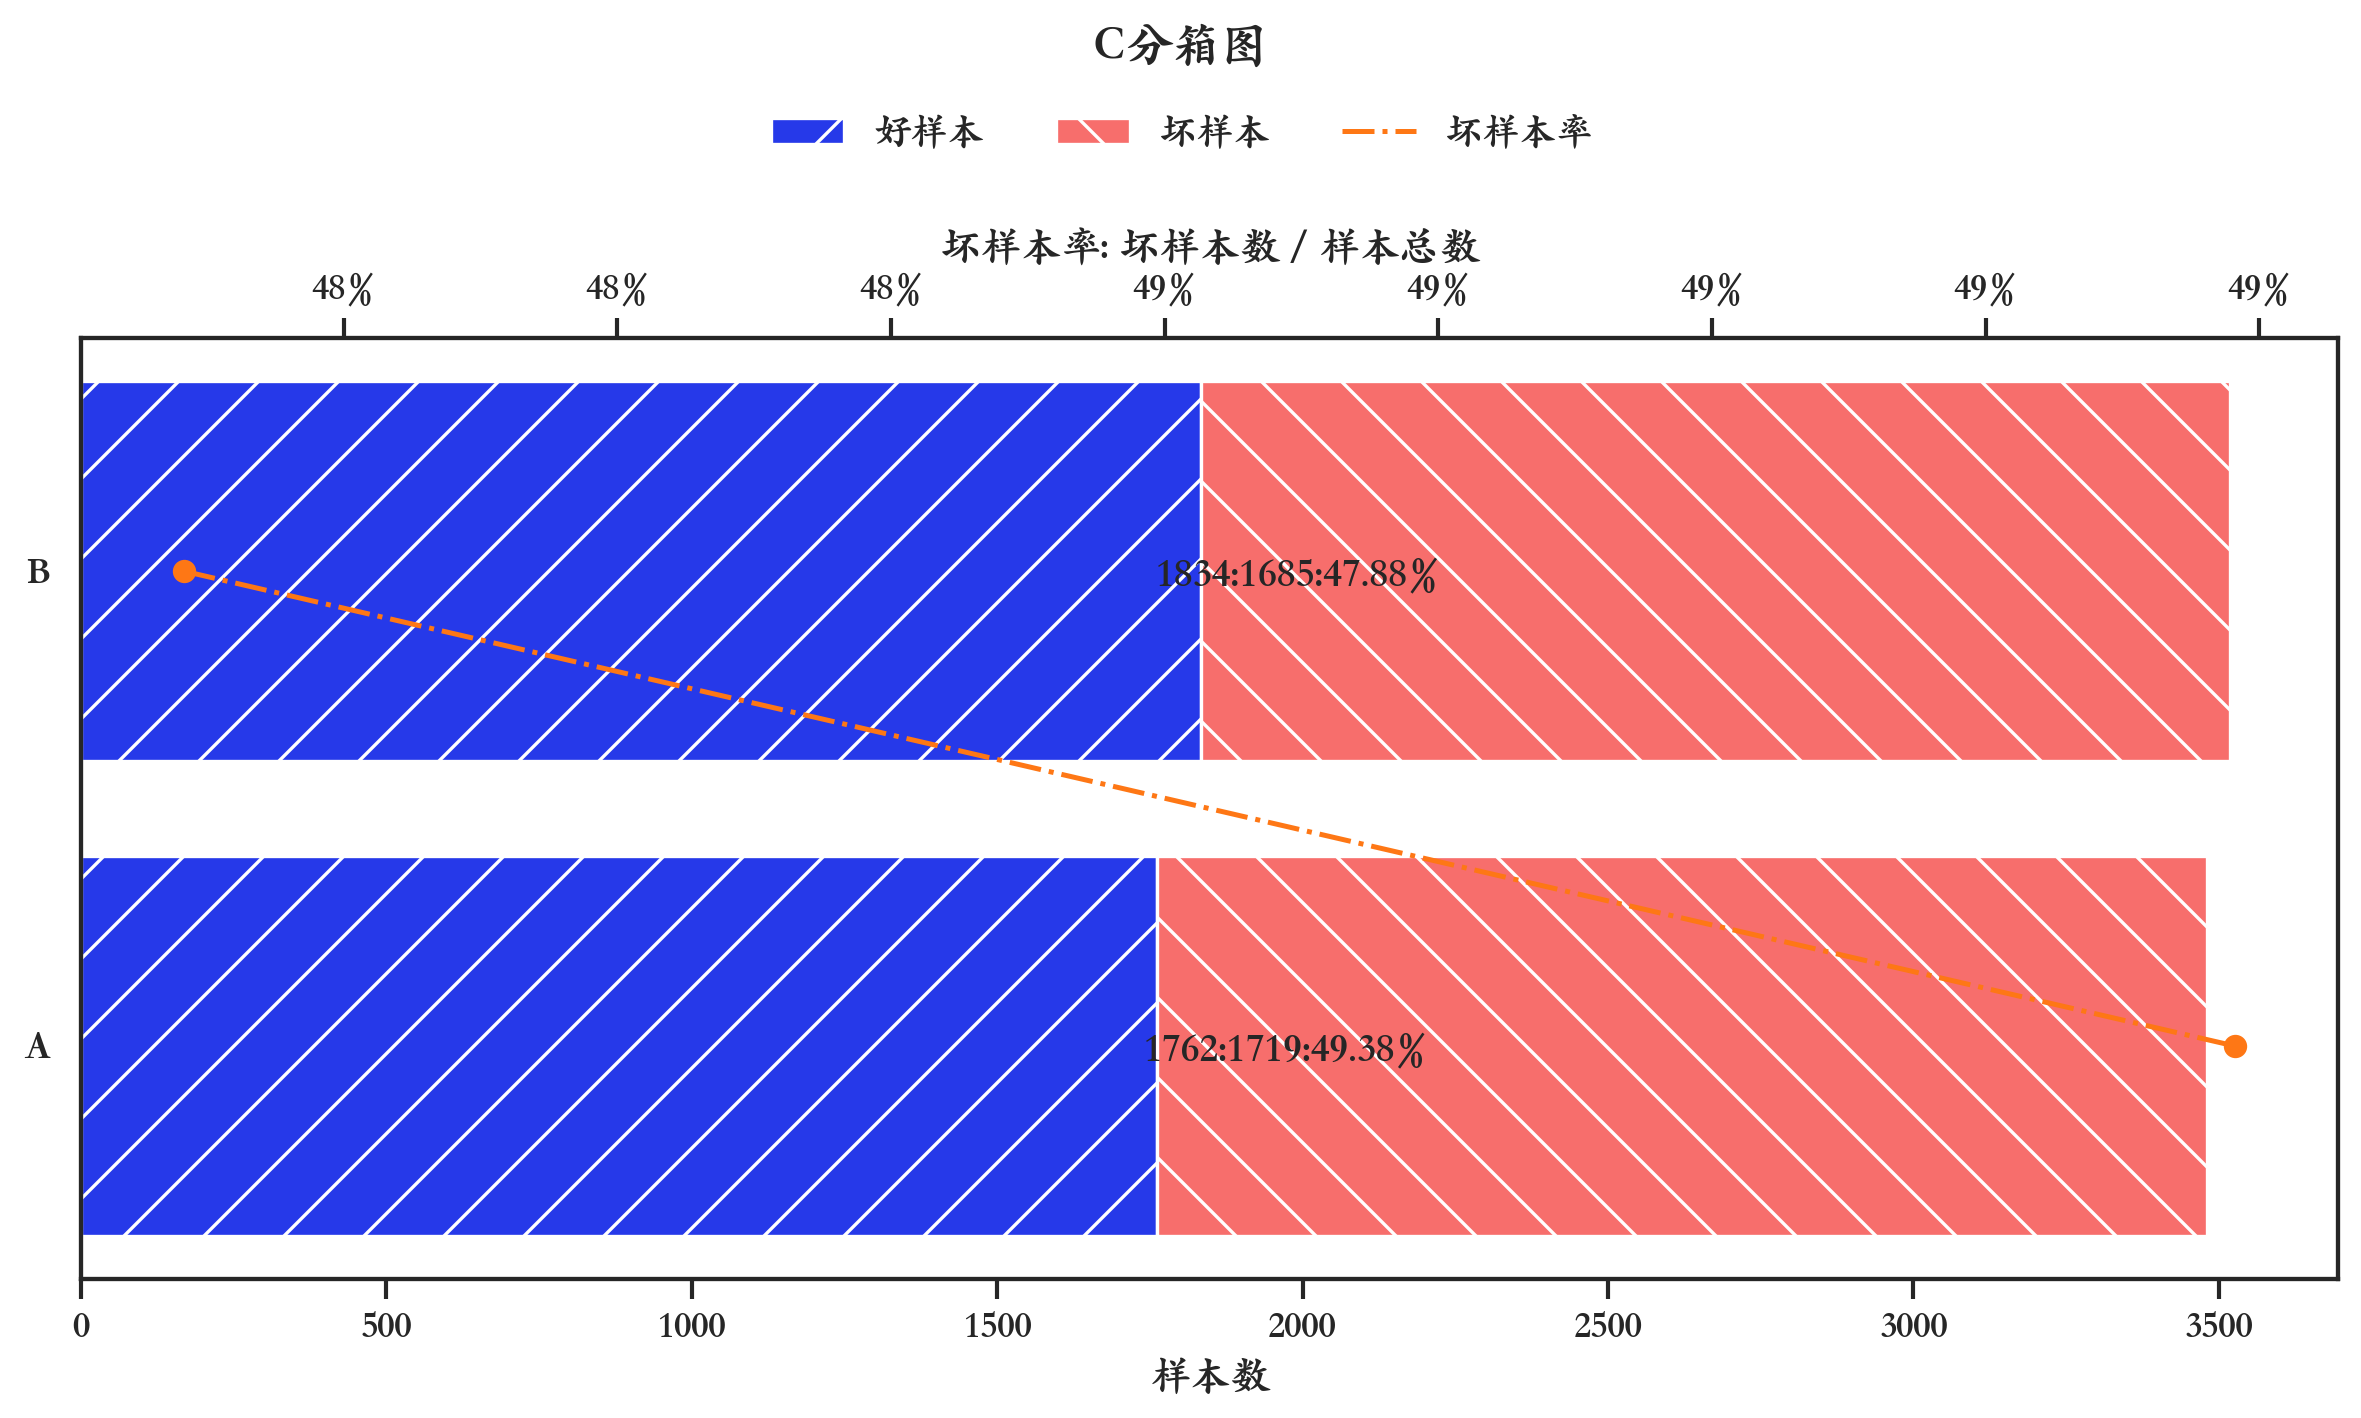 C分箱图
好样本 坏样本 坏样本率
坏样本率: 坏样本数 / 样本总数
48% 48% 48% 49% 49% 49% 49% 49%
B
1834:1685:47.88%
A
1762:1719:49.38%
0 500 1000 1500 2000 2500 3000 3500
样本数